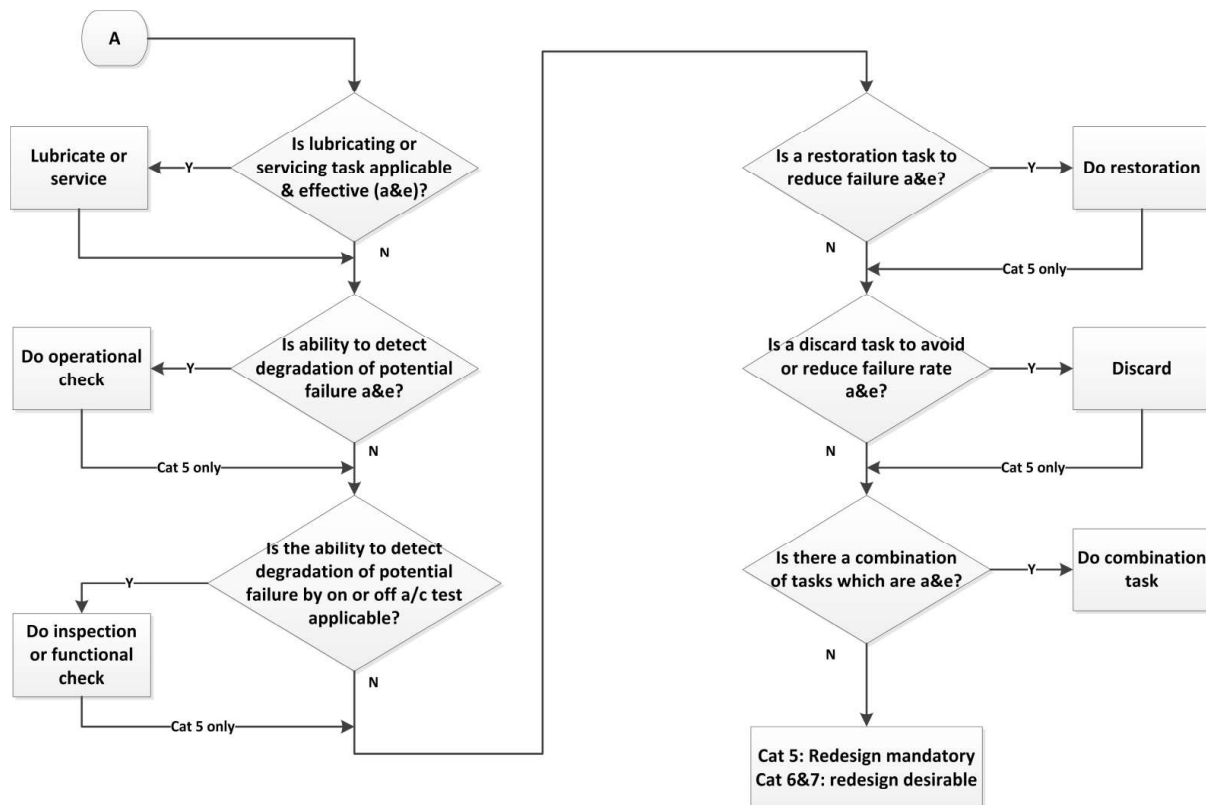 A
Is lubricating or
servicing task applicable
& effective (a&e)?
Y
Lubricate or
service
N
Is ability to detect
degradation of potential
failure a&e?
Y
Do operational
check
N
Cat 5 only
Is the ability to detect
degradation of potential
failure by on or off a/c test
applicable?
Y
Do inspection
or functional
check
N
Cat 5 only
Is a restoration task to
reduce failure a&e?
Y
Do restoration
N
Cat 5 only
Is a discard task to avoid
or reduce failure rate
a&e?
Y
Discard
N
Cat 5 only
Is there a combination
of tasks which are a&e?
Y
Do combination
task
N
Cat 5: Redesign mandatory
Cat 6&7: redesign desirable